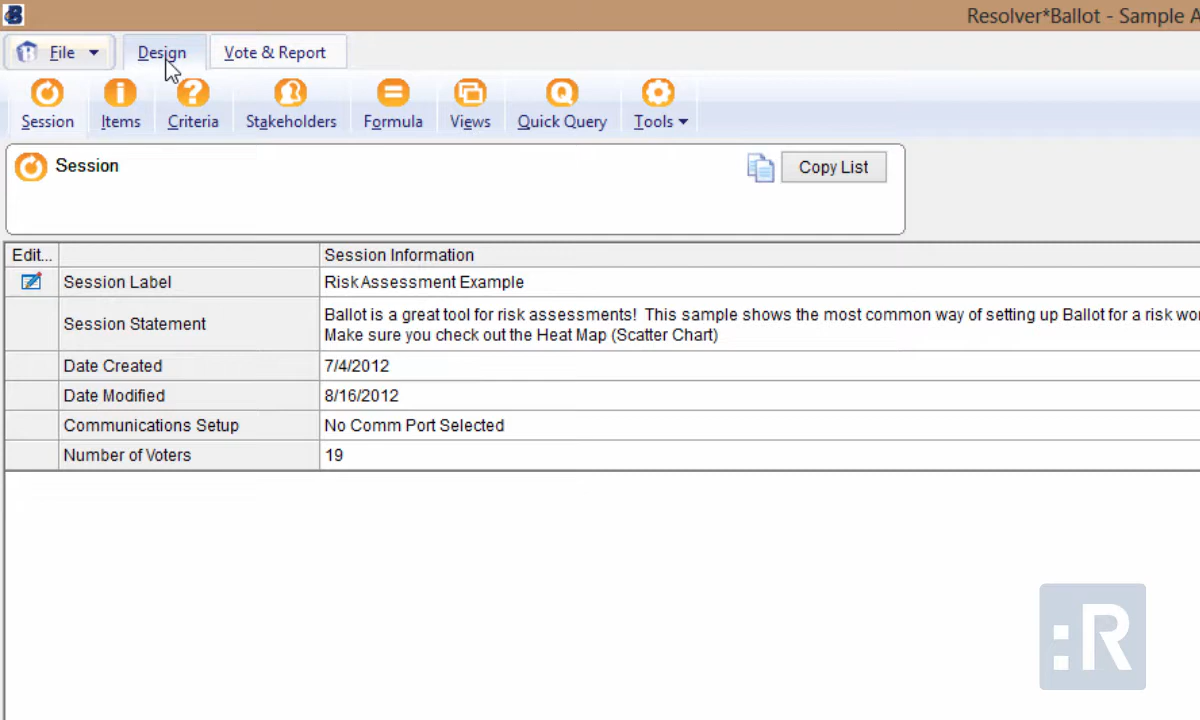 Resolver*Ballot - Sample A
File
Design
Vote & Report
Session
Items
Criteria
Stakeholders
Formula
Views
Quick Query
Tools
Session
Copy List
Edit...
Session Information
Session Label
Risk Assessment Example
Session Statement
Ballot is a great tool for risk assessments!  This sample shows the most common way of setting up Ballot for a risk wor
Make sure you check out the Heat Map (Scatter Chart)
Date Created
7/4/2012
Date Modified
8/16/2012
Communications Setup
No Comm Port Selected
Number of Voters
19
:R